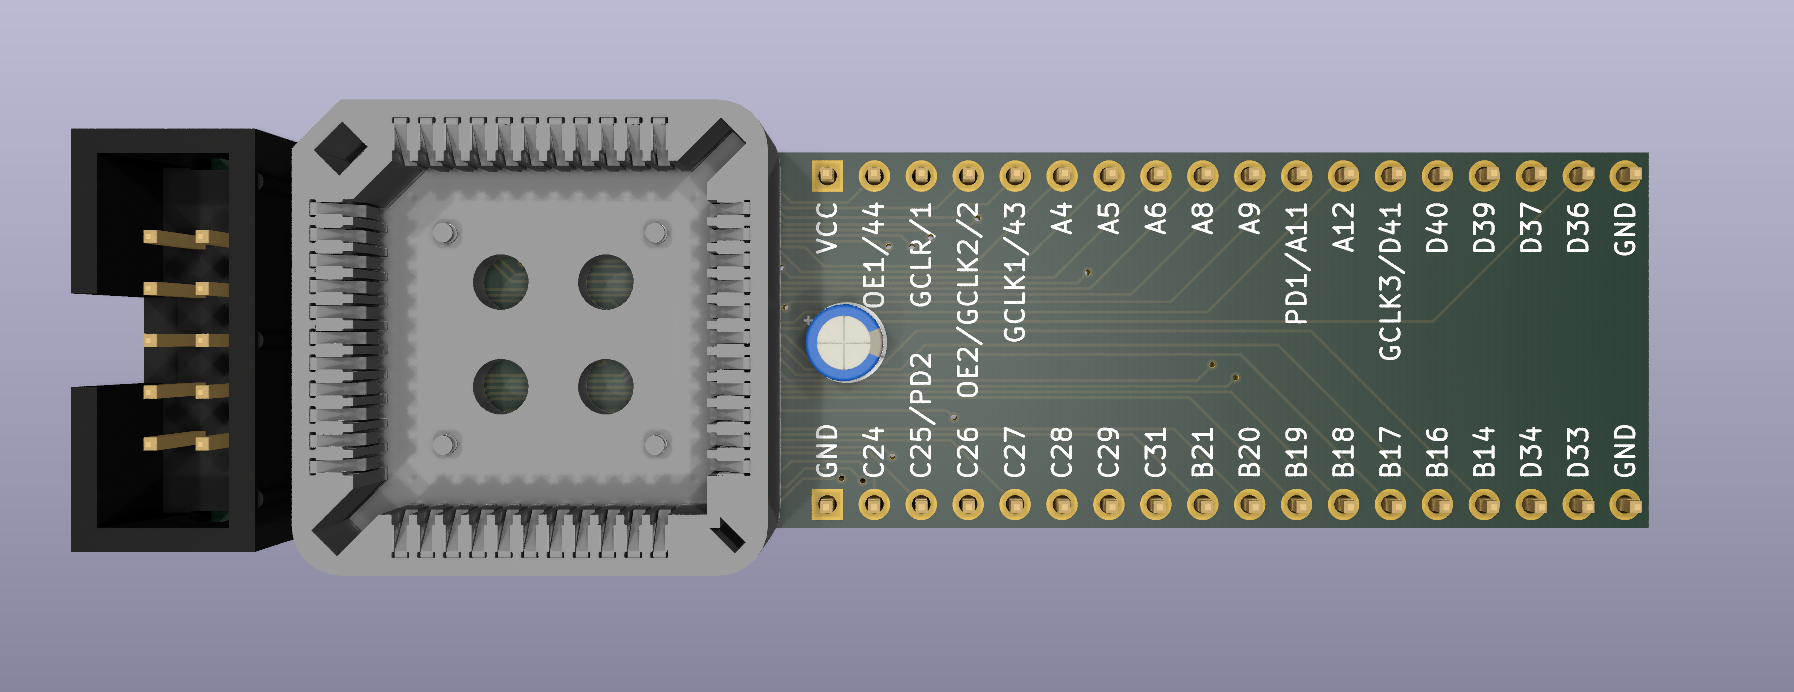 VCC
OE1/44
GCLR/1
OE2/GCLK2/2
GCLK1/43
A4
A5
A6
A8
A9
PD1/A11
A12
GCLK3/D41
D40
D39
D37
D36
GND
+
GND
C24
C25/PD2
C26
C27
C28
C29
C31
B21
B20
B19
B18
B17
B16
B14
D34
D33
GND